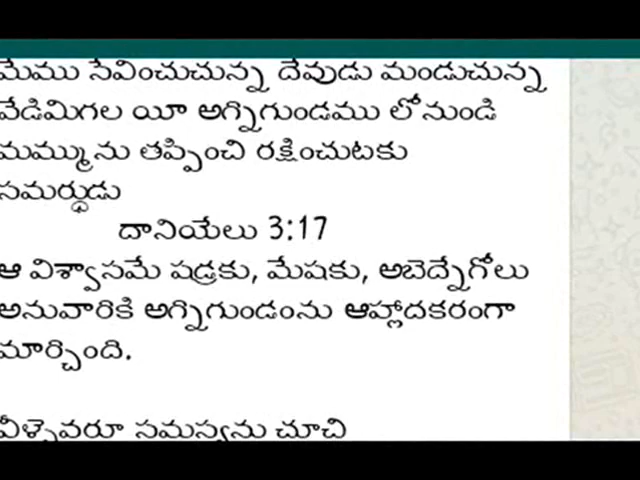 మేము సేవించుచున్న దేవుడు మండుచున్న
వేడిమిగల యీ అగ్నిగుండము లోనుండి
మమ్మును తప్పించి రక్షించుటకు
సమర్ధుడు
దానియేలు 3:17
ఆ విశ్వాసమే షడ్రకు, మేషకు, అబెద్నేగోలు
అనువారికి అగ్నిగుండంను ఆహ్లాదకరంగా
మార్చింది.
వీళ్ళెవరూ సమస్యను చూచి